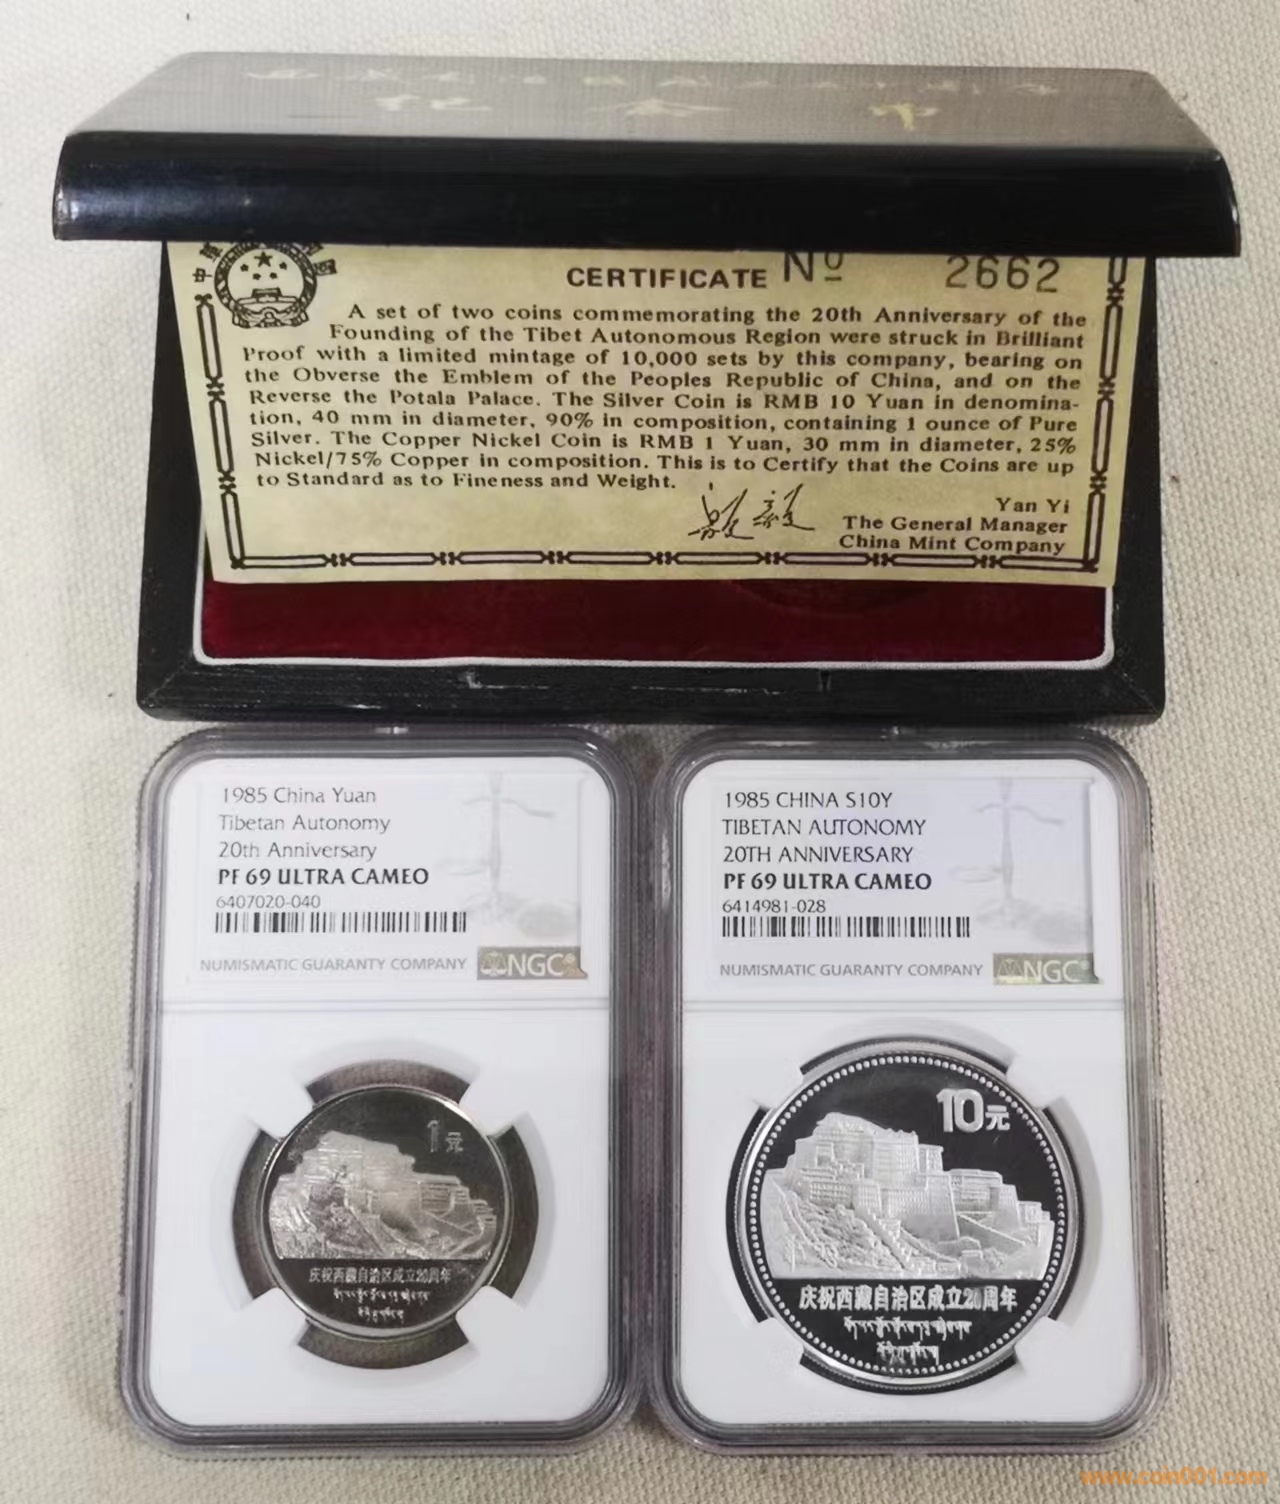 纪念币
CERTIFICATE Nº 2662
A set of two coins commemorating the 20th Anniversary of the
Founding of the Tibet Autonomous Region were struck in Brilliant
Proof with a limited mintage of 10,000 sets by this company, bearing on
the Obverse the Emblem of the Peoples Republic of China, and on the
Reverse the Potala Palace. The Silver Coin is RMB 10 Yuan in denomina-
tion, 40 mm in diameter, 90% in composition, containing 1 ounce of Pure
Silver. The Copper Nickel Coin is RMB 1 Yuan, 30 mm in diameter, 25%
Nickel/75% Copper in composition. This is to Certify that the Coins are up
to Standard as to Fineness and Weight.
Yan Yi
The General Manager
China Mint Company
1985 China Yuan
Tibetan Autonomy
20th Anniversary
PF 69 ULTRA CAMEO
6407020-040
NUMISMATIC GUARANTY COMPANY NGC®
1元
庆祝西藏自治区成立20周年
1985 CHINA S10Y
TIBETAN AUTONOMY
20TH ANNIVERSARY
PF 69 ULTRA CAMEO
6414981-028
NUMISMATIC GUARANTY COMPANY NGC®
10元
庆祝西藏自治区成立20周年
www.coin001.com